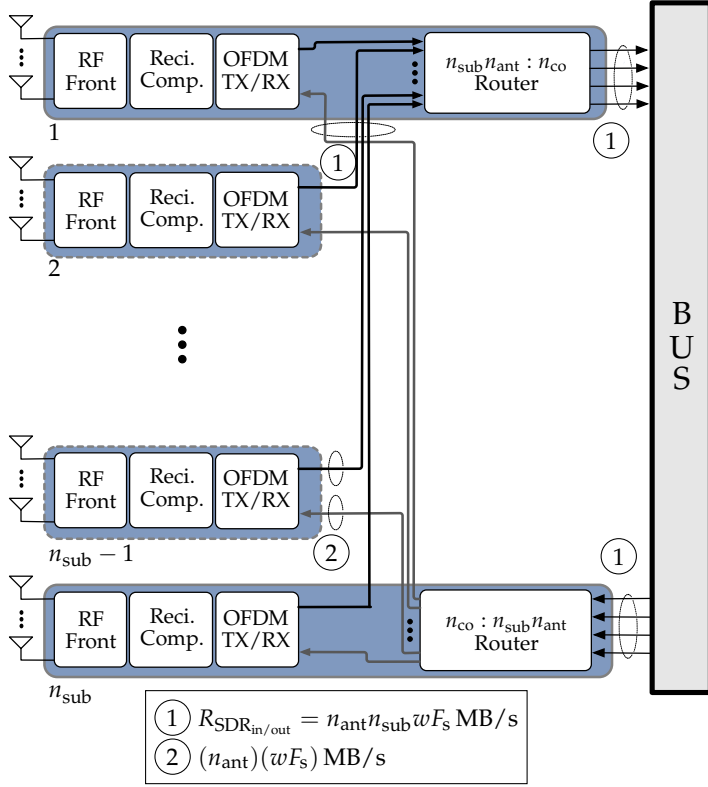 RF Front
Reci. Comp.
OFDM TX/RX
n_sub n_ant : n_co Router
1
1
1
RF Front
Reci. Comp.
OFDM TX/RX
2
BUS
RF Front
Reci. Comp.
OFDM TX/RX
n_sub − 1
2
1
RF Front
Reci. Comp.
OFDM TX/RX
n_co : n_sub n_ant Router
n_sub
1 R_SDR_in/out = n_ant n_sub w F_s MB/s
2 (n_ant)(wF_s) MB/s